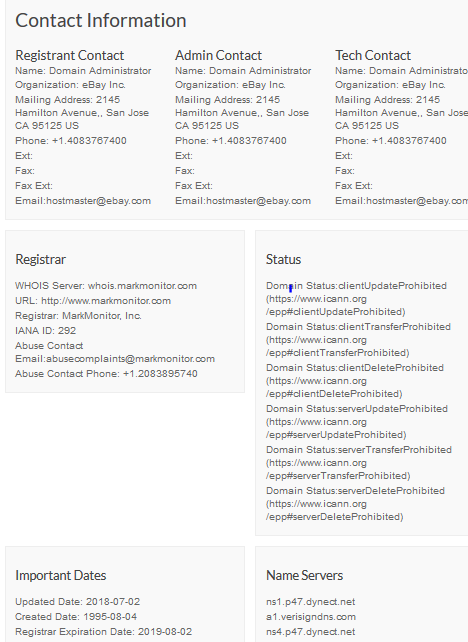 Contact Information
Registrant Contact
Name: Domain Administrator
Organization: eBay Inc.
Mailing Address: 2145
Hamilton Avenue,, San Jose
CA 95125 US
Phone: +1.4083767400
Ext:
Fax:
Fax Ext:
Email:hostmaster@ebay.com
Admin Contact
Name: Domain Administrator
Organization: eBay Inc.
Mailing Address: 2145
Hamilton Avenue,, San Jose
CA 95125 US
Phone: +1.4083767400
Ext:
Fax:
Fax Ext:
Email:hostmaster@ebay.com
Tech Contact
Name: Domain Administrato
Organization: eBay Inc.
Mailing Address: 2145
Hamilton Avenue,, San Jose
CA 95125 US
Phone: +1.4083767400
Ext:
Fax:
Fax Ext:
Email:hostmaster@ebay.com
Registrar
WHOIS Server: whois.markmonitor.com
URL: http://www.markmonitor.com
Registrar: MarkMonitor, Inc.
IANA ID: 292
Abuse Contact
Email:abusecomplaints@markmonitor.com
Abuse Contact Phone: +1.2083895740
Status
Domain Status:clientUpdateProhibited
(https://www.icann.org
/epp#clientUpdateProhibited)
Domain Status:clientTransferProhibited
(https://www.icann.org
/epp#clientTransferProhibited)
Domain Status:clientDeleteProhibited
(https://www.icann.org
/epp#clientDeleteProhibited)
Domain Status:serverUpdateProhibited
(https://www.icann.org
/epp#serverUpdateProhibited)
Domain Status:serverTransferProhibited
(https://www.icann.org
/epp#serverTransferProhibited)
Domain Status:serverDeleteProhibited
(https://www.icann.org
/epp#serverDeleteProhibited)
Important Dates
Updated Date: 2018-07-02
Created Date: 1995-08-04
Registrar Expiration Date: 2019-08-02
Name Servers
ns1.p47.dynect.net
a1.verisigndns.com
ns4.p47.dynect.net